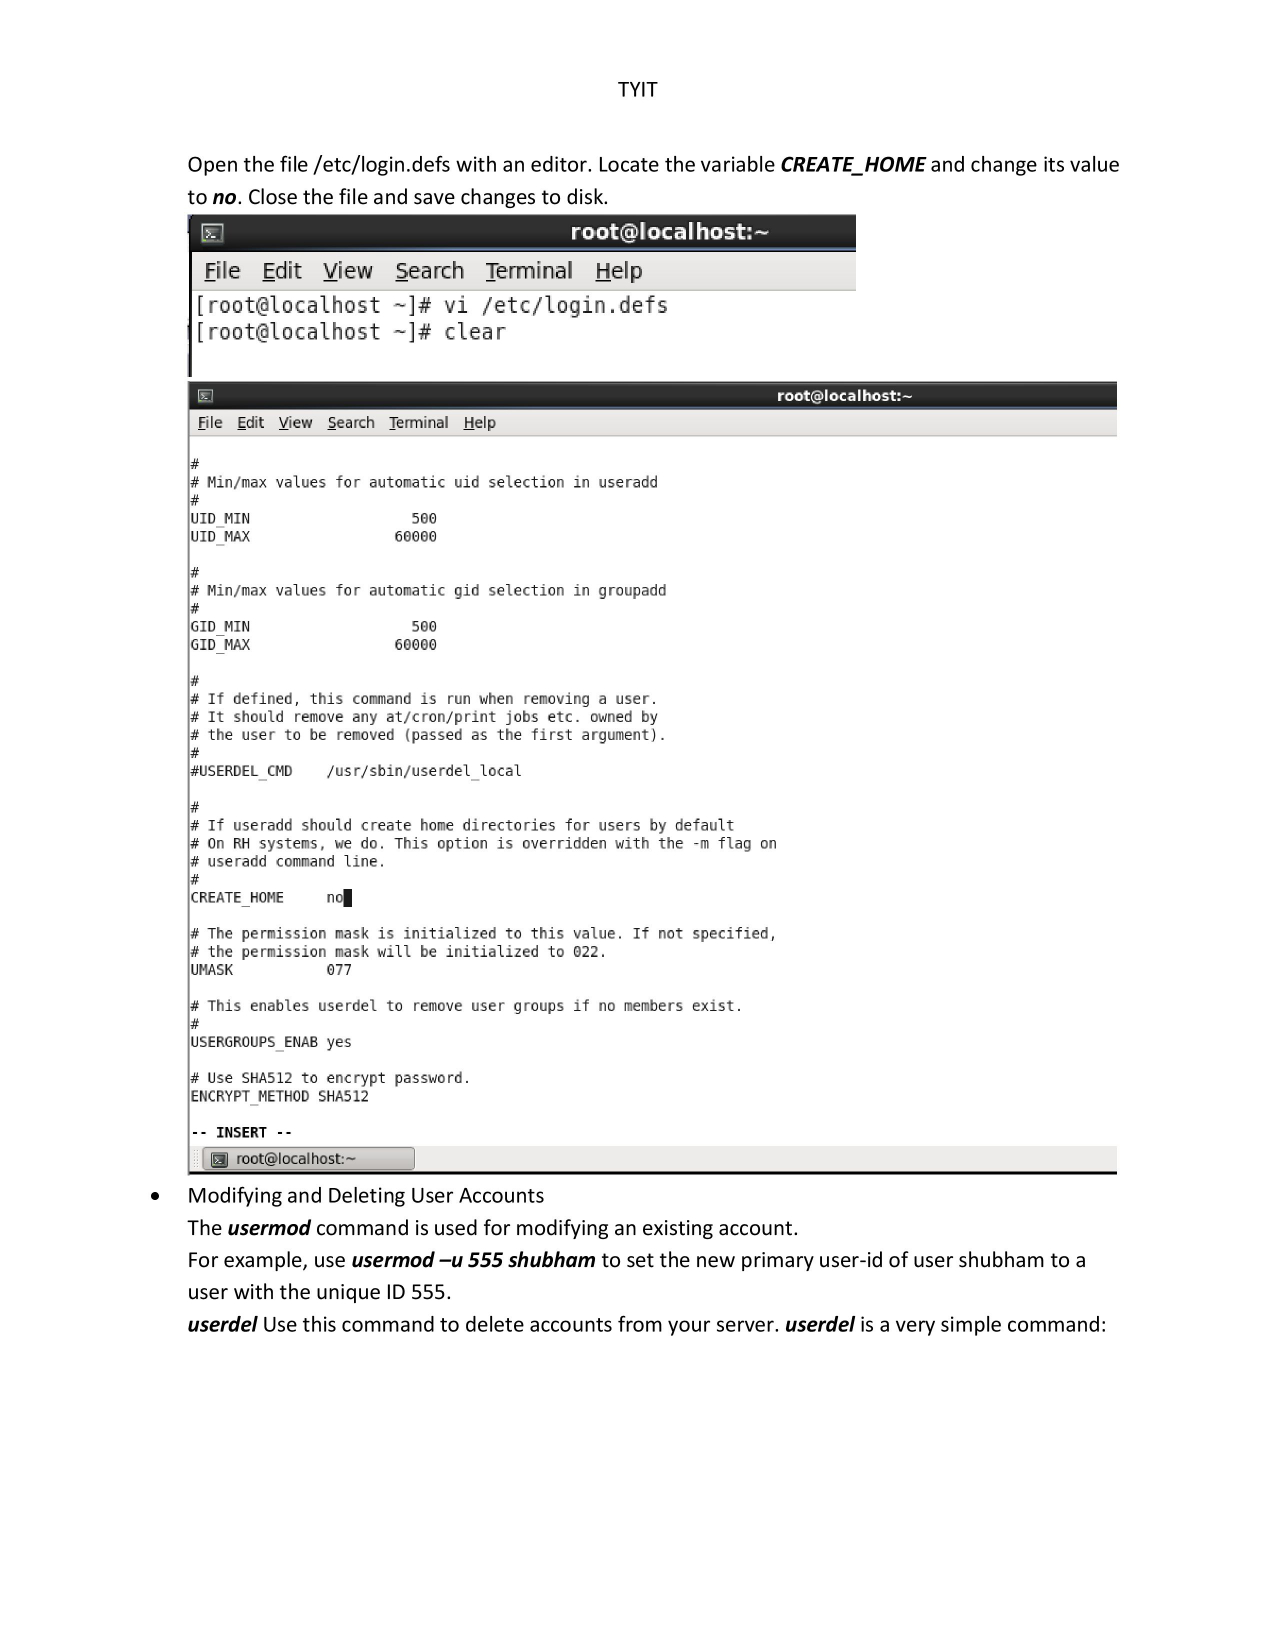 TYIT
Open the file /etc/login.defs with an editor. Locate the variable CREATE_HOME and change its value
to no. Close the file and save changes to disk.
root@localhost:~
File Edit View Search Terminal Help
[root@localhost ~]# vi /etc/login.defs
[root@localhost ~]# clear
root@localhost:~
File Edit View Search Terminal Help
#
# Min/max values for automatic uid selection in useradd
#
UID_MIN 500
UID_MAX 60000
#
# Min/max values for automatic gid selection in groupadd
#
GID_MIN 500
GID_MAX 60000
#
# If defined, this command is run when removing a user.
# It should remove any at/cron/print jobs etc. owned by
# the user to be removed (passed as the first argument).
#
#USERDEL_CMD /usr/sbin/userdel_local
#
# If useradd should create home directories for users by default
# On RH systems, we do. This option is overridden with the -m flag on
# useradd command line.
#
CREATE_HOME no
# The permission mask is initialized to this value. If not specified,
# the permission mask will be initialized to 022.
UMASK 077
# This enables userdel to remove user groups if no members exist.
#
USERGROUPS_ENAB yes
# Use SHA512 to encrypt password.
ENCRYPT_METHOD SHA512
-- INSERT --
root@localhost:~
• Modifying and Deleting User Accounts
The usermod command is used for modifying an existing account.
For example, use usermod –u 555 shubham to set the new primary user-id of user shubham to a
user with the unique ID 555.
userdel Use this command to delete accounts from your server. userdel is a very simple command: